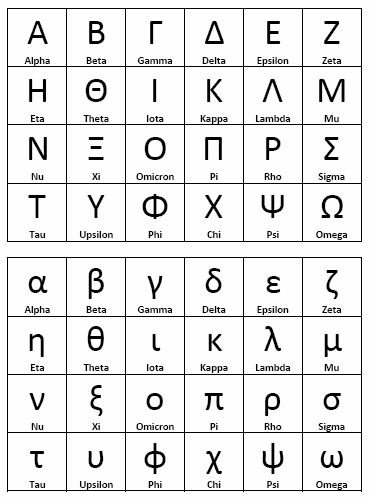 Α Β Γ Δ Ε Ζ
Alpha Beta Gamma Delta Epsilon Zeta
Η Θ Ι Κ Λ Μ
Eta Theta Iota Kappa Lambda Mu
Ν Ξ Ο Π Ρ Σ
Nu Xi Omicron Pi Rho Sigma
Τ Υ Φ Χ Ψ Ω
Tau Upsilon Phi Chi Psi Omega
α β γ δ ε ζ
Alpha Beta Gamma Delta Epsilon Zeta
η θ ι κ λ μ
Eta Theta Iota Kappa Lambda Mu
ν ξ ο π ρ σ
Nu Xi Omicron Pi Rho Sigma
τ υ φ χ ψ ω
Tau Upsilon Phi Chi Psi Omega